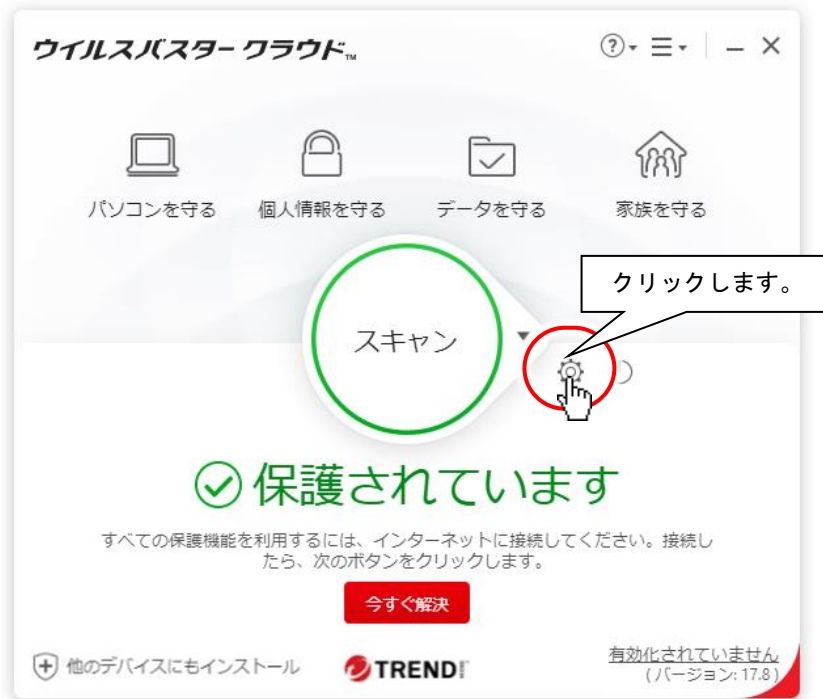 ウイルスバスター クラウド™
パソコンを守る
個人情報を守る
データを守る
家族を守る
クリックします。
スキャン
保護されています
すべての保護機能を利用するには、インターネットに接続してください。接続し
たら、次のボタンをクリックします。
今すぐ解決
他のデバイスにもインストール
TREND
有効化されていません
(バージョン: 17.8)